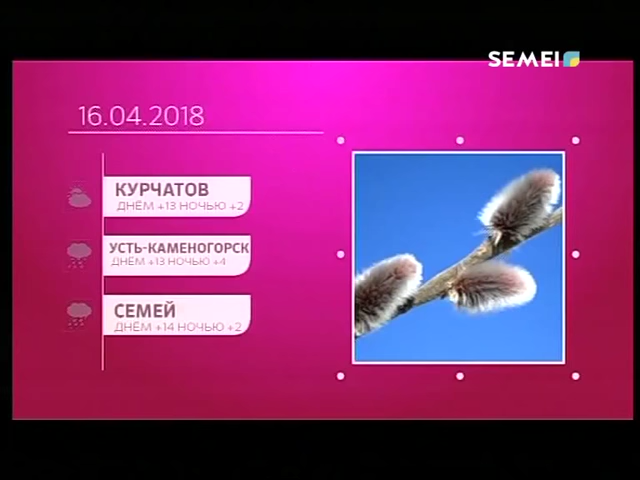 SEMEI
16.04.2018
КУРЧАТОВ
ДНЁМ +13 НОЧЬЮ +2
УСТЬ-КАМЕНОГОРСК
ДНЁМ +13 НОЧЬЮ +4
СЕМЕЙ
ДНЁМ +14 НОЧЬЮ +2